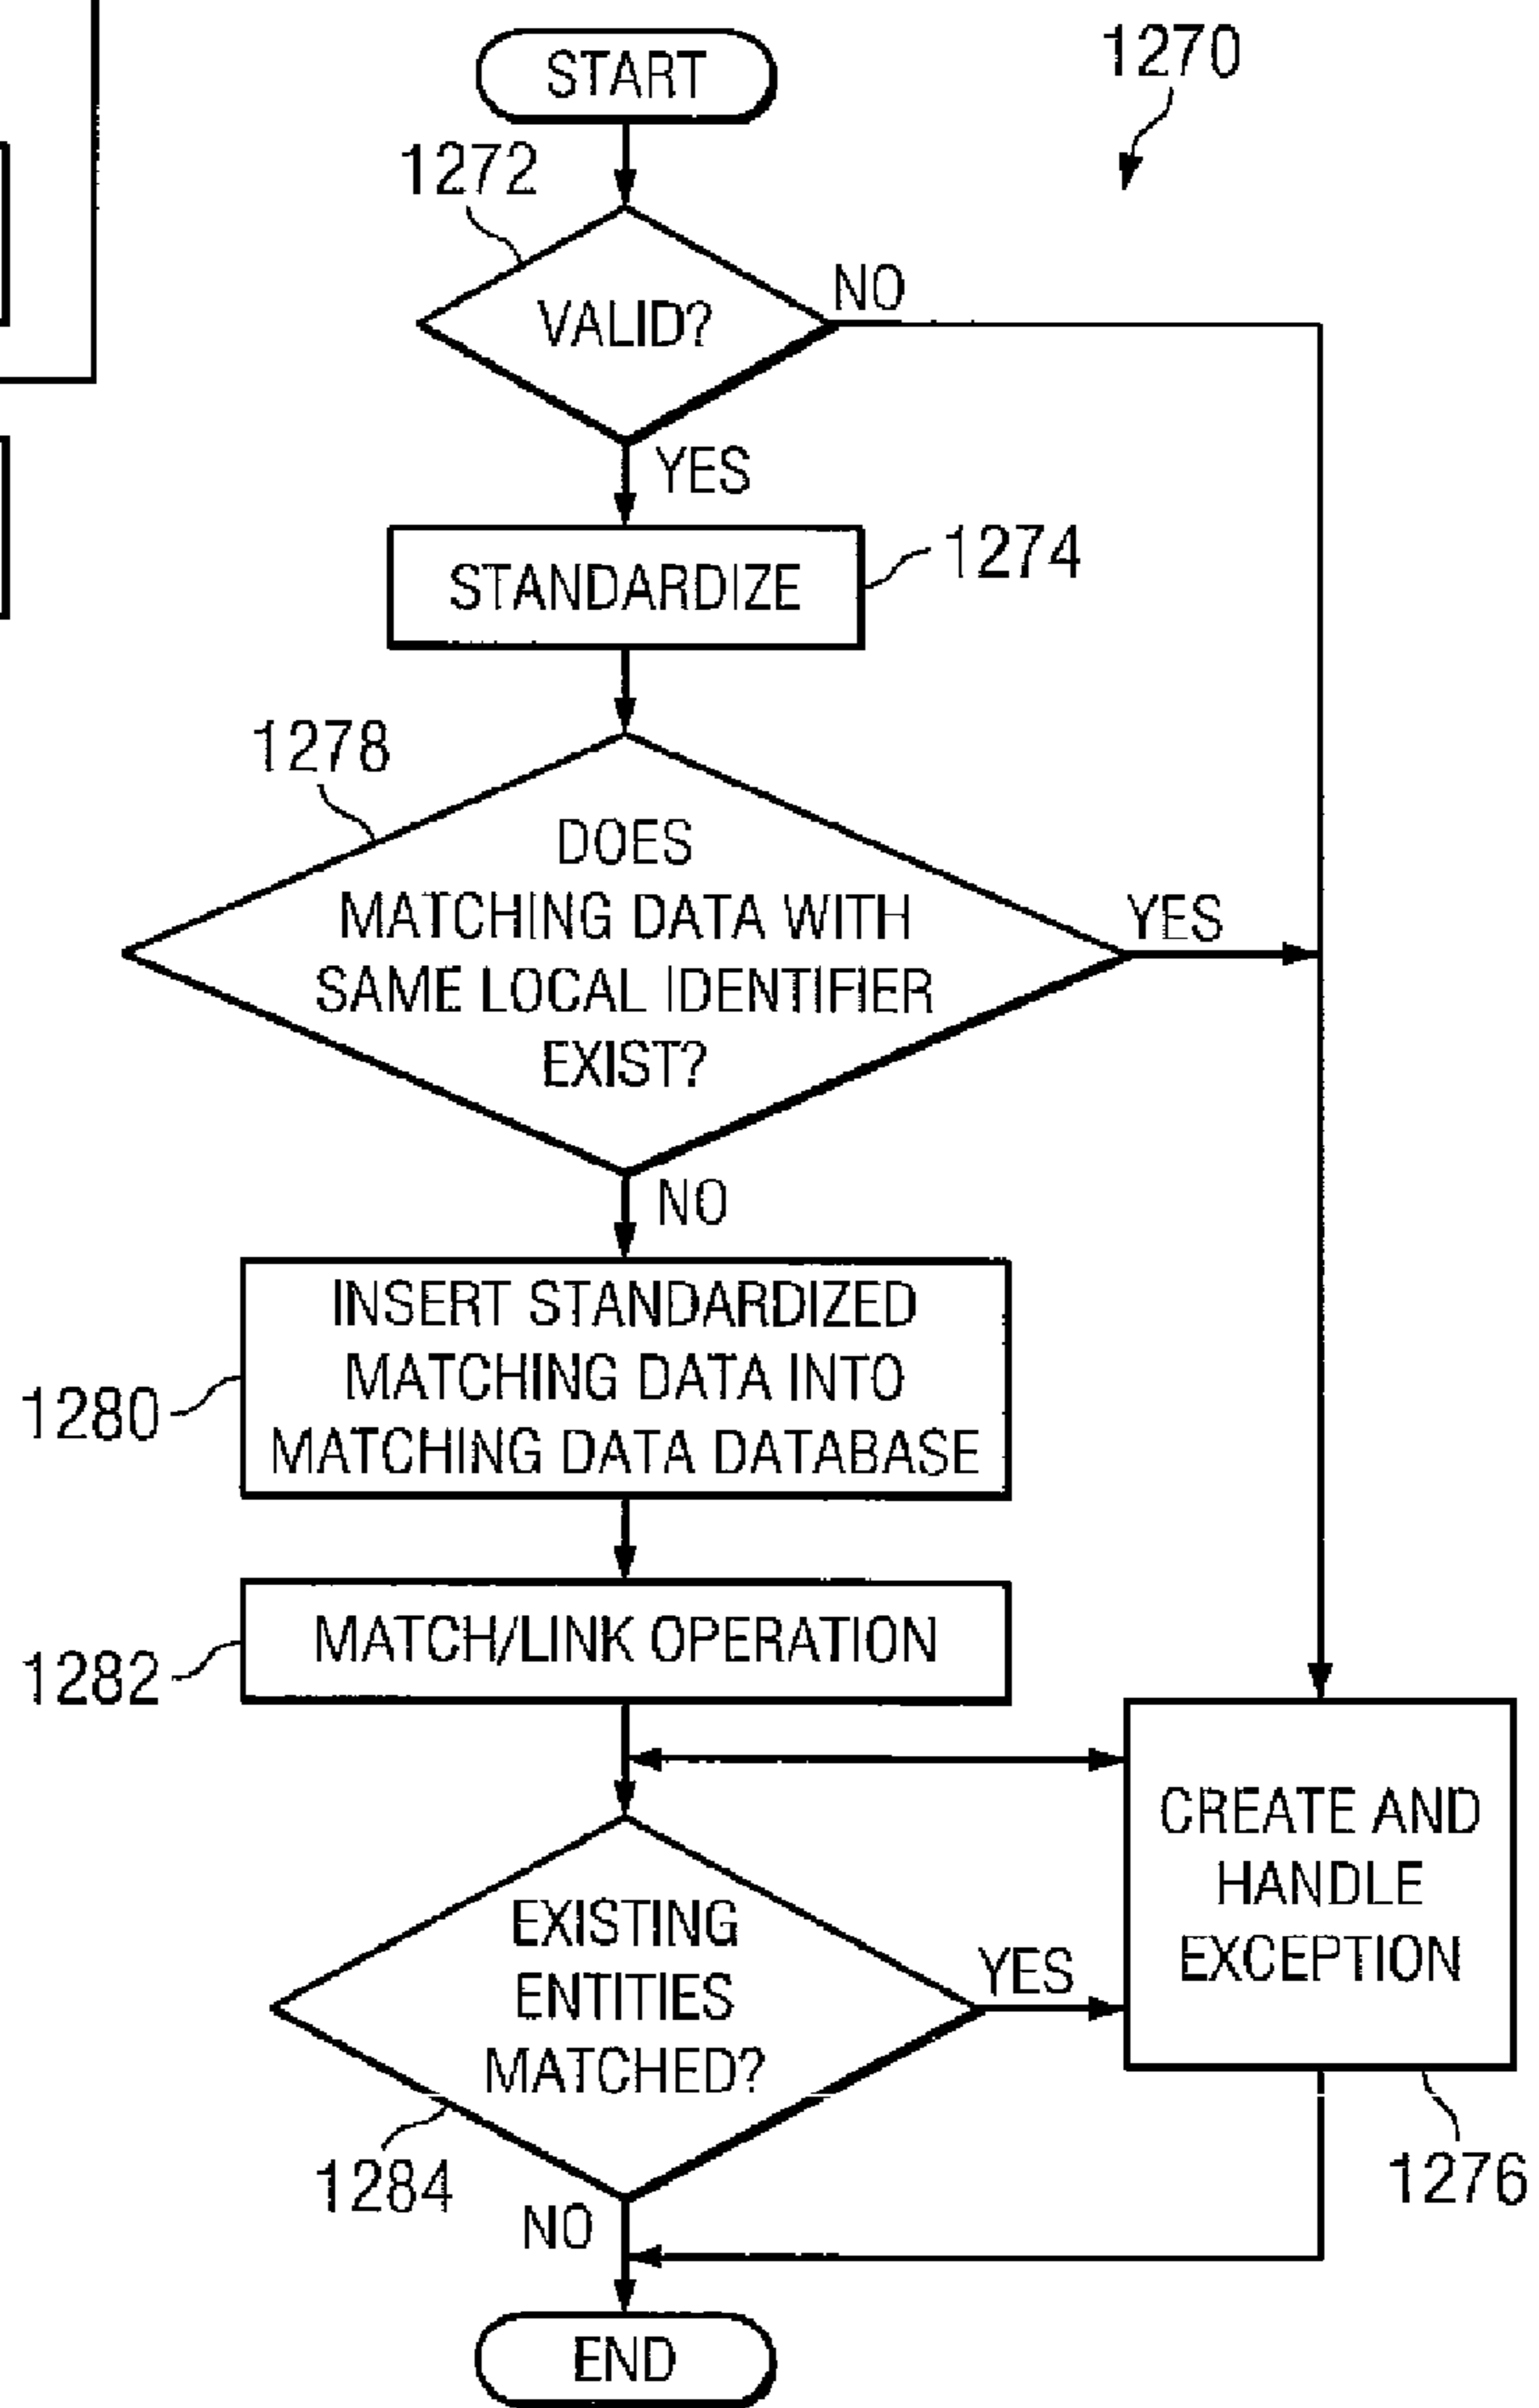 START
1270
1272
VALID?
NO
YES
STANDARDIZE
1274
1278
DOES
MATCHING DATA WITH
SAME LOCAL IDENTIFIER
EXIST?
YES
NO
INSERT STANDARDIZED
MATCHING DATA INTO
MATCHING DATA DATABASE
1280
MATCH/LINK OPERATION
1282
CREATE AND
HANDLE
EXCEPTION
EXISTING
ENTITIES
MATCHED?
YES
1284
1276
NO
END